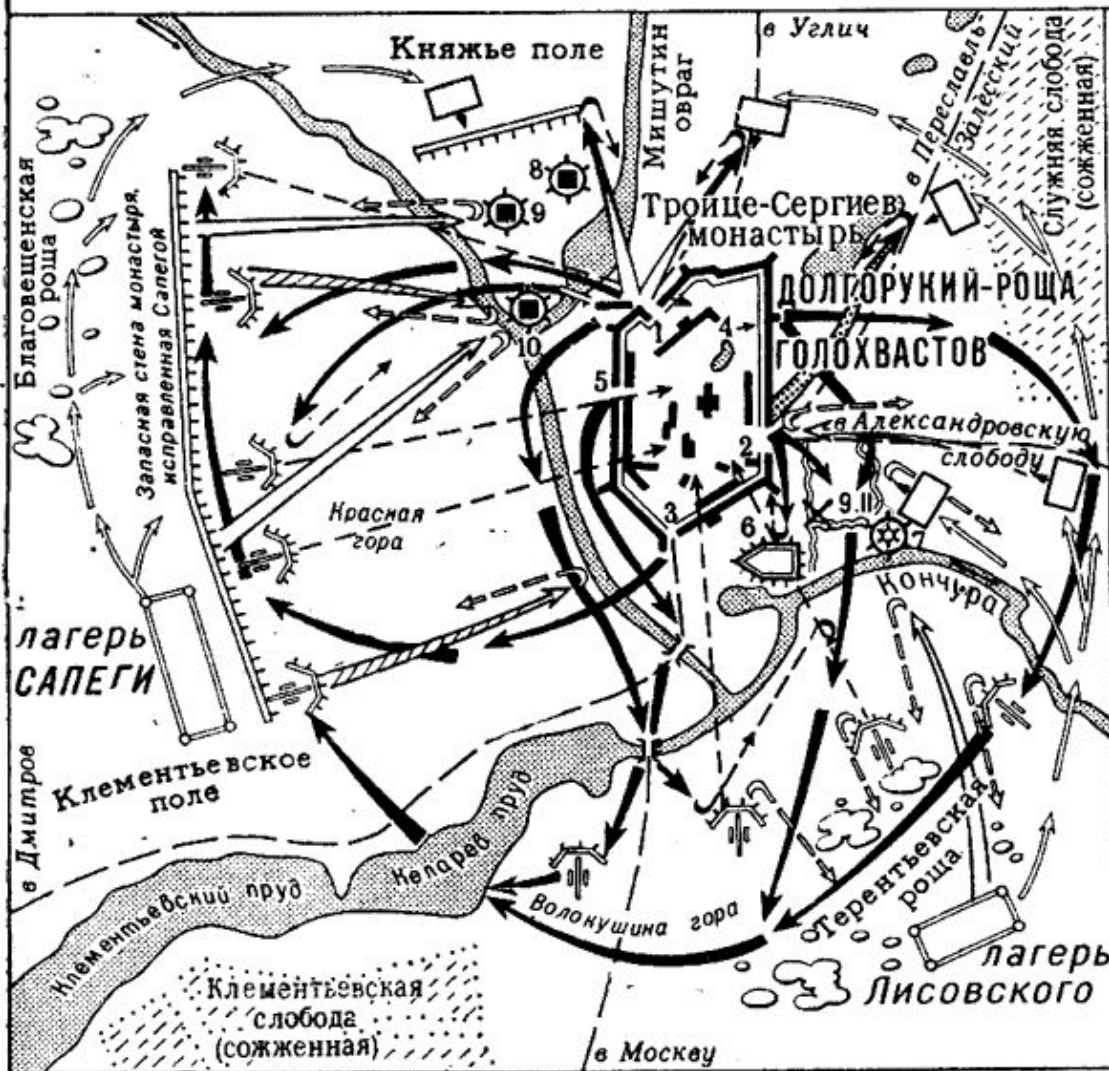 в Углич
Княжье поле
Мишутин
овраг
в Переславль-
Залесский
Служняя слобода
(сожженная)
Благовещенская
роща
Запасная стена монастыря,
исправленная Сапегой
8
9
10
Тройце-Сергиев
монастырь
ДОЛГОРУКИЙ-РОЩА
ГОЛОХВАСТОВ
1
4
5
2
3
6
7
9.II
в Александровскую
слободу
Красная
гора
Кончура
лагерь
САПЕГИ
Клементьевское
поле
в Дмитров
Клементьевский пруд
Келарев пруд
Волокушина гора
Терентьевская
роща
лагерь
Лисовского
Клементьевская
слобода
(сожженная)
в Москву